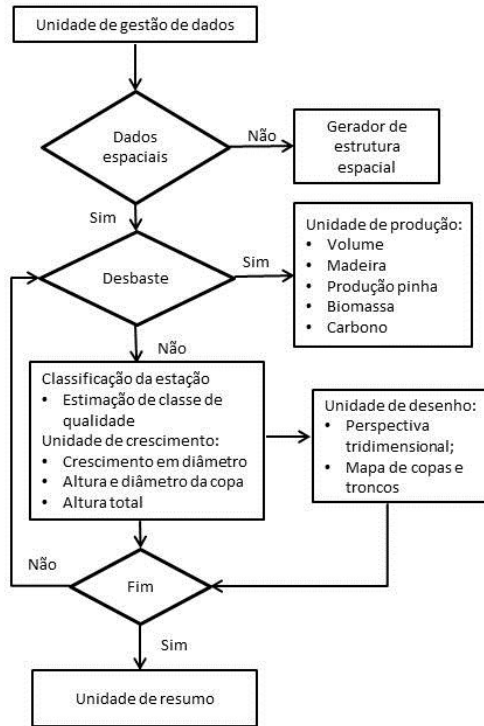 Unidade de gestão de dados
Dados
espaciais
Não
Gerador de
estrutura
espacial
Sim
Desbaste
Sim
Unidade de produção:
• Volume
• Madeira
• Produção pinha
• Biomassa
• Carbono
Não
Classificação da estação
• Estimação de classe de
qualidade
Unidade de crescimento:
• Crescimento em diâmetro
• Altura e diâmetro da copa
• Altura total
Unidade de desenho:
• Perspectiva
tridimensional;
• Mapa de copas e
troncos
Não
Fim
Sim
Unidade de resumo